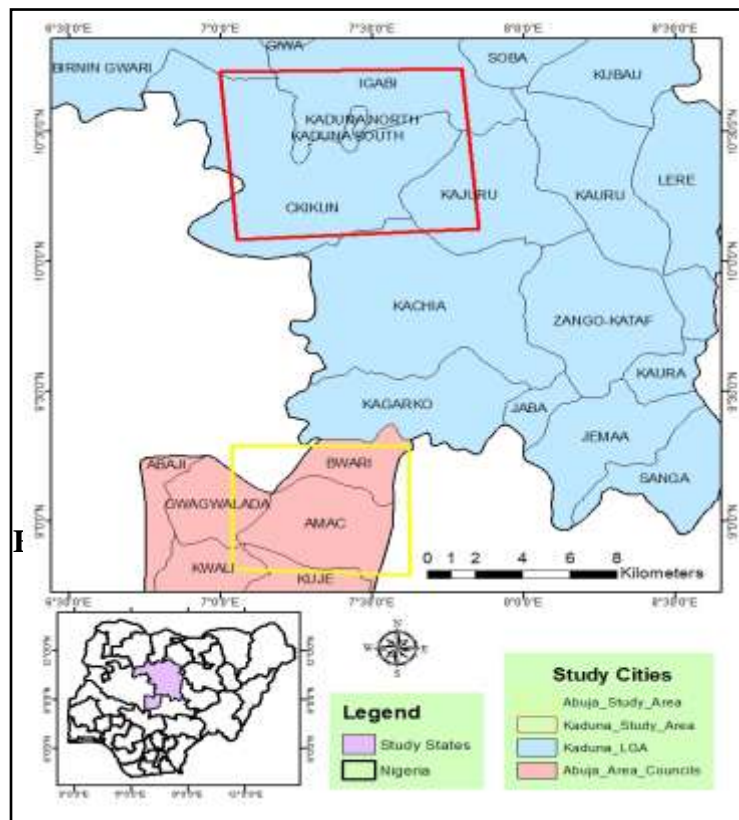 6°30'0"E 7°0'0"E 7°30'0"E 8°0'0"E 8°30'0"E
GIWA
BIRNIN GWARI
SOBA
KUBAU
IGABI
KADUNA NORTH
KADUNA SOUTH
LERE
CKIKUN
KAJURU
KAURU
KACHIA
ZANGO-KATAF
KAURA
KAGARKO
JABA
JEMAA
BWARI
ABAJI
SANGA
GWAGWALADA
AMAC
KWALI
KUJE
0 1 2 4 6 8
Kilometers
6°30'0"E 7°0'0"E 7°30'0"E 8°0'0"E 8°30'0"E
N
W E
S
Legend
Study States
Nigeria
Study Cities
Abuja_Study_Area
Kaduna_Study_Area
Kaduna_LGA
Abuja_Area_Councils